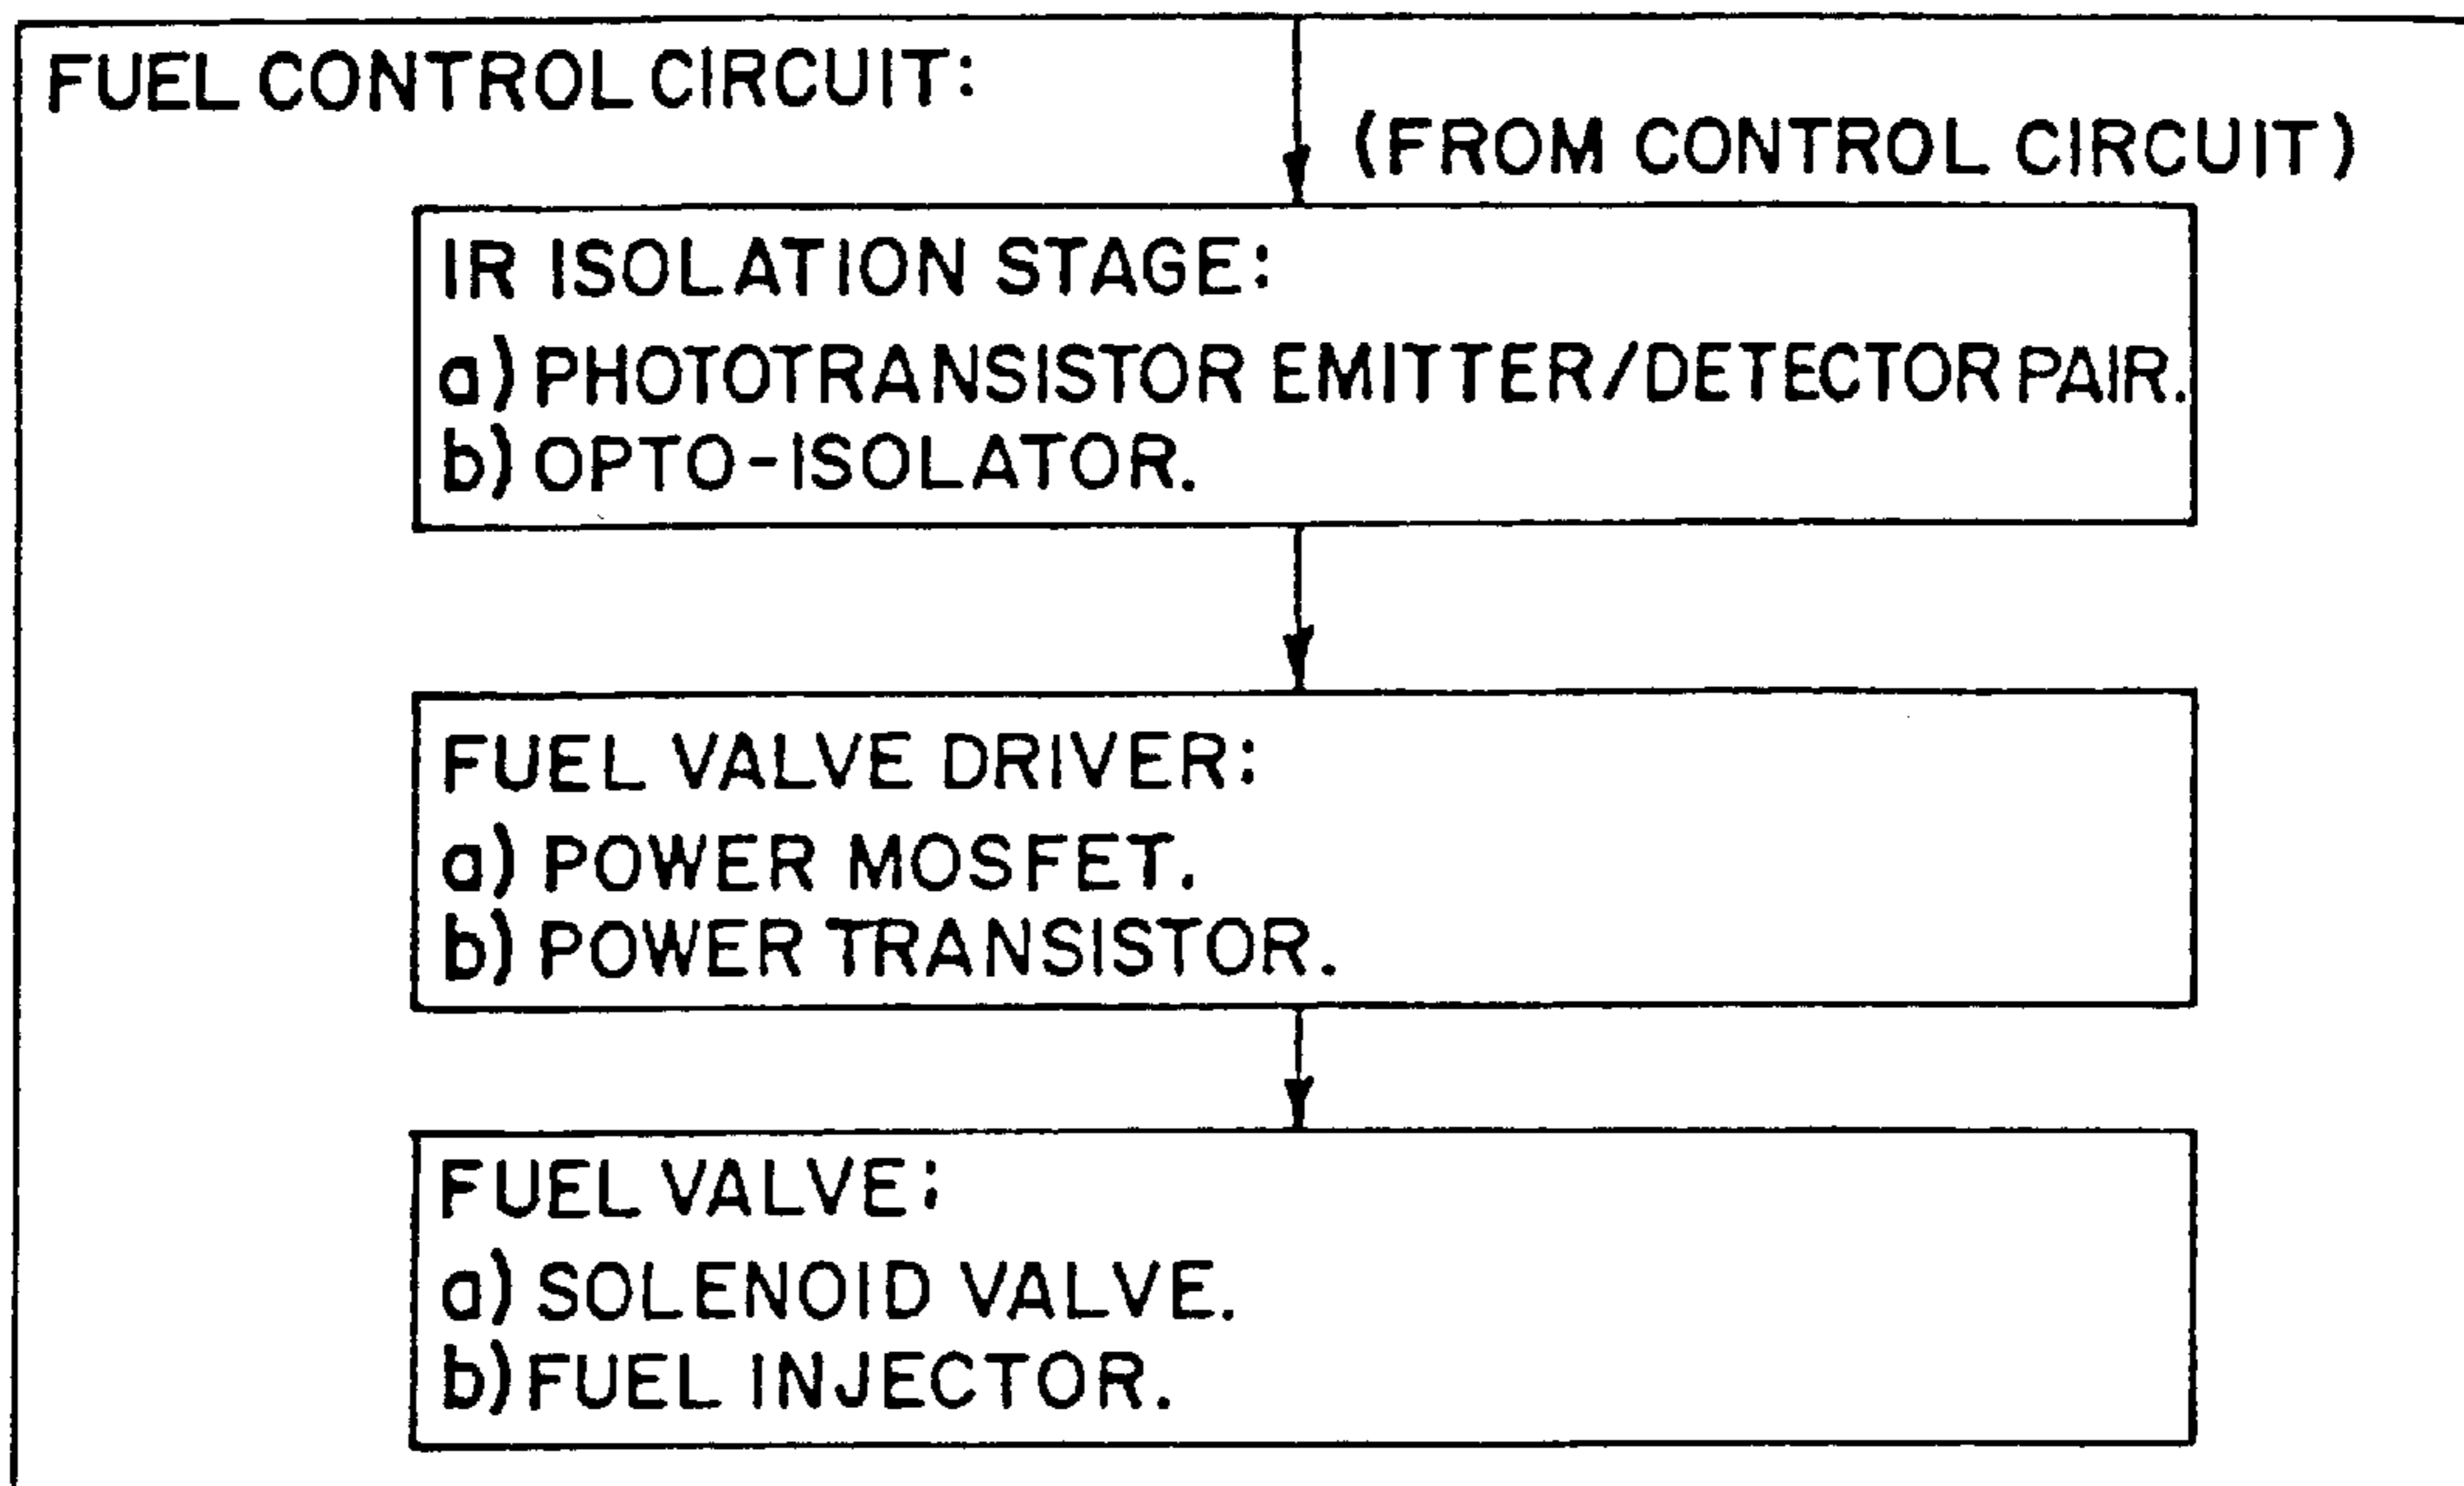 FUEL CONTROL CIRCUIT:
(FROM CONTROL CIRCUIT)
IR ISOLATION STAGE:
a) PHOTOTRANSISTOR EMITTER/DETECTOR PAIR.
b) OPTO-ISOLATOR.
FUEL VALVE DRIVER:
a) POWER MOSFET.
b) POWER TRANSISTOR.
FUEL VALVE:
a) SOLENOID VALVE.
b) FUEL INJECTOR.